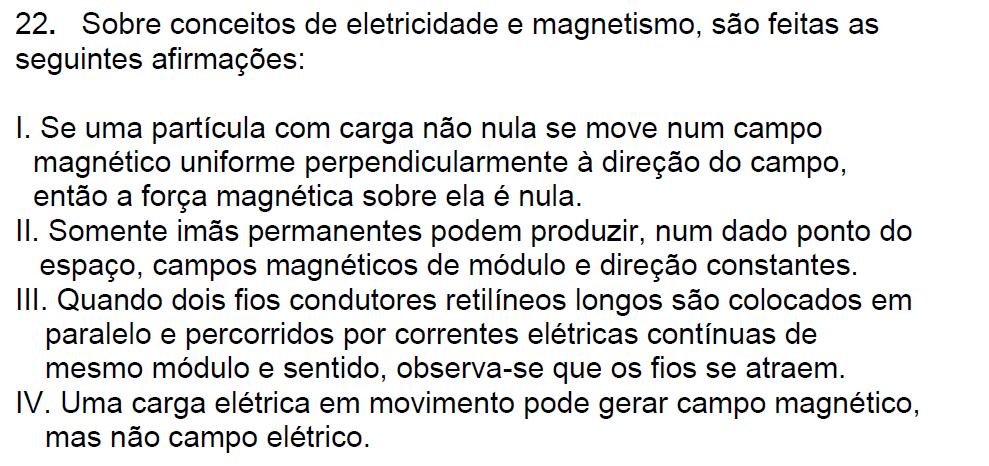 22. Sobre conceitos de eletricidade e magnetismo, são feitas as
seguintes afirmações:
I. Se uma partícula com carga não nula se move num campo
magnético uniforme perpendicularmente à direção do campo,
então a força magnética sobre ela é nula.
II. Somente imãs permanentes podem produzir, num dado ponto do
espaço, campos magnéticos de módulo e direção constantes.
III. Quando dois fios condutores retilíneos longos são colocados em
paralelo e percorridos por correntes elétricas contínuas de
mesmo módulo e sentido, observa-se que os fios se atraem.
IV. Uma carga elétrica em movimento pode gerar campo magnético,
mas não campo elétrico.